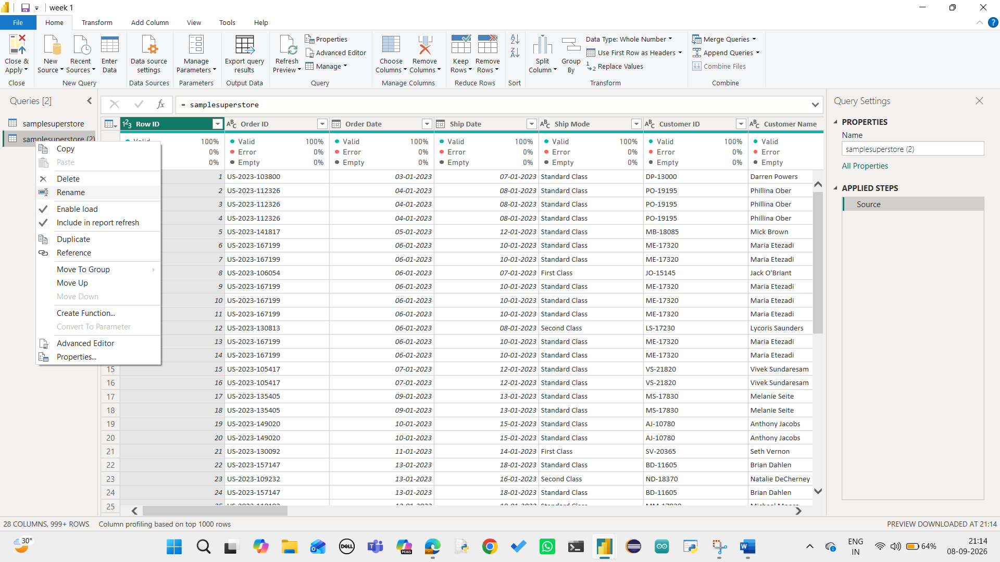 week 1
File
Home
Transform
Add Column
View
Tools
Help
Close &
Apply
Close
New
Source
Recent
Sources
Enter
Data
New Query
Data source
settings
Data Sources
Manage
Parameters
Parameters
Export query
results
Output Data
Refresh
Preview
Properties
Advanced Editor
Manage
Query
Choose
Columns
Remove
Columns
Manage Columns
Keep
Rows
Remove
Rows
Reduce Rows
Sort
Split
Column
Group
By
Data Type: Whole Number
Use First Row as Headers
Replace Values
Transform
Merge Queries
Append Queries
Combine Files
Combine
Queries [2]
samplesuperstore
samplesuperstore (2)
Copy
Paste
Delete
Rename
Enable load
Include in report refresh
Duplicate
Reference
Move To Group
Move Up
Move Down
Create Function...
Convert To Parameter
Advanced Editor
Properties...
fx
= samplesuperstore
Row ID Order ID Order Date Ship Date Ship Mode Customer ID Customer Name
Valid 100% Valid 100% Valid 100% Valid 100% Valid 100% Valid 100% Valid
0% Error 0% Error 0% Error 0% Error 0% Error 0% Error
0% Empty 0% Empty 0% Empty 0% Empty 0% Empty 0% Empty
1 US-2023-103800 03-01-2023 07-01-2023 Standard Class DP-13000 Darren Powers
2 US-2023-112326 04-01-2023 08-01-2023 Standard Class PO-19195 Phillina Ober
3 US-2023-112326 04-01-2023 08-01-2023 Standard Class PO-19195 Phillina Ober
4 US-2023-112326 04-01-2023 08-01-2023 Standard Class PO-19195 Phillina Ober
5 US-2023-141817 05-01-2023 12-01-2023 Standard Class MB-18085 Mick Brown
6 US-2023-167199 06-01-2023 10-01-2023 Standard Class ME-17320 Maria Etezadi
7 US-2023-167199 06-01-2023 10-01-2023 Standard Class ME-17320 Maria Etezadi
8 US-2023-106054 06-01-2023 07-01-2023 First Class JO-15145 Jack O'Briant
9 US-2023-167199 06-01-2023 10-01-2023 Standard Class ME-17320 Maria Etezadi
10 US-2023-167199 06-01-2023 10-01-2023 Standard Class ME-17320 Maria Etezadi
11 US-2023-167199 06-01-2023 10-01-2023 Standard Class ME-17320 Maria Etezadi
12 US-2023-130813 06-01-2023 08-01-2023 Second Class LS-17230 Lycoris Saunders
13 US-2023-167199 06-01-2023 10-01-2023 Standard Class ME-17320 Maria Etezadi
14 US-2023-167199 06-01-2023 10-01-2023 Standard Class ME-17320 Maria Etezadi
15 15 US-2023-105417 07-01-2023 12-01-2023 Standard Class VS-21820 Vivek Sundaresam
16 16 US-2023-105417 07-01-2023 12-01-2023 Standard Class VS-21820 Vivek Sundaresam
17 17 US-2023-135405 09-01-2023 13-01-2023 Standard Class MS-17830 Melanie Seite
18 18 US-2023-135405 09-01-2023 13-01-2023 Standard Class MS-17830 Melanie Seite
19 19 US-2023-149020 10-01-2023 15-01-2023 Standard Class AJ-10780 Anthony Jacobs
20 20 US-2023-149020 10-01-2023 15-01-2023 Standard Class AJ-10780 Anthony Jacobs
21 21 US-2023-130092 11-01-2023 14-01-2023 First Class SV-20365 Seth Vernon
22 22 US-2023-157147 13-01-2023 18-01-2023 Standard Class BD-11605 Brian Dahlen
23 23 US-2023-109232 13-01-2023 16-01-2023 Second Class ND-18370 Natalie DeCherney
24 24 US-2023-157147 13-01-2023 18-01-2023 Standard Class BD-11605 Brian Dahlen
25
Query Settings
PROPERTIES
Name
samplesuperstore (2)
All Properties
APPLIED STEPS
Source
28 COLUMNS, 999+ ROWS Column profiling based on top 1000 rows PREVIEW DOWNLOADED AT 21:14
30°
DELL
M365
ENG
IN
64%
21:14
08-09-2026